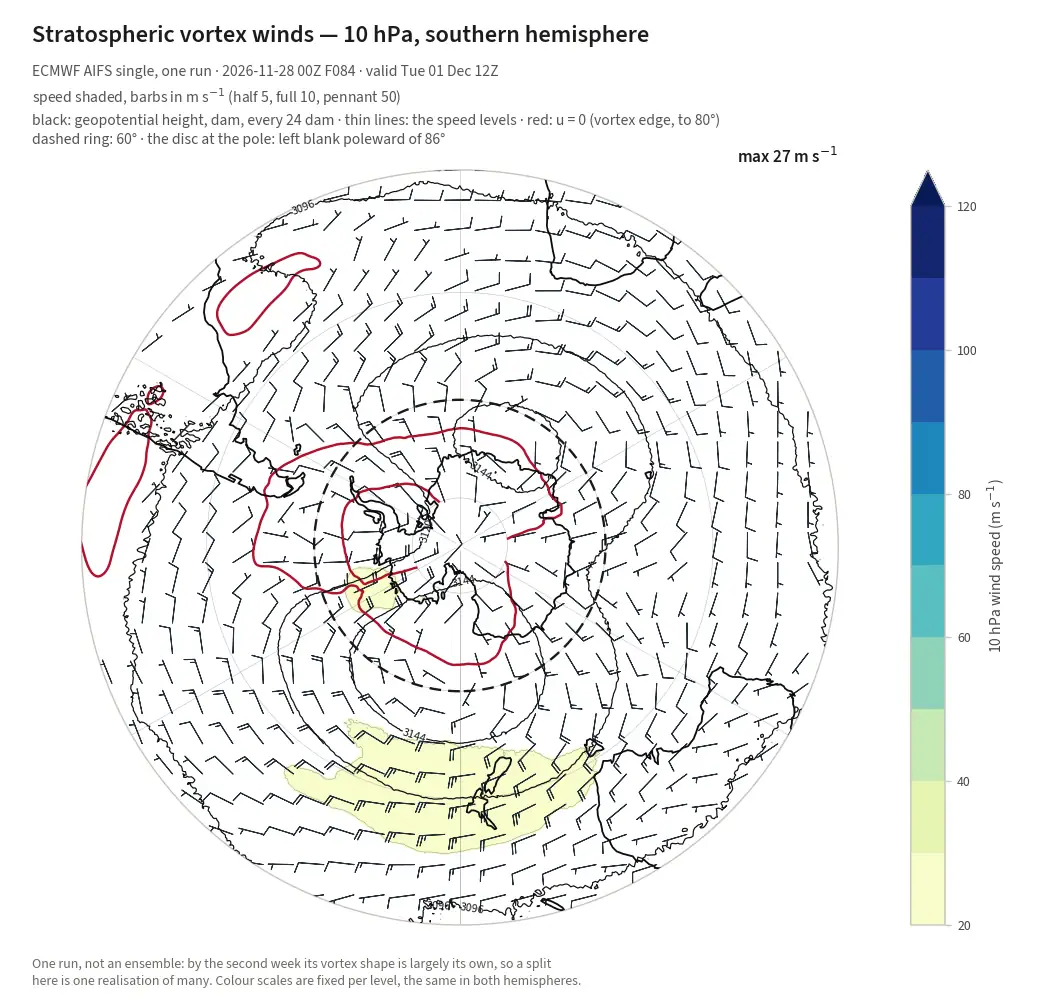 Stratospheric vortex winds — 10 hPa, southern hemisphere
ECMWF AIFS single, one run · 2026-11-28 00Z F084 · valid Tue 01 Dec 12Z
speed shaded, barbs in m s⁻¹ (half 5, full 10, pennant 50)
black: geopotential height, dam, every 24 dam · thin lines: the speed levels · red: u = 0 (vortex edge, to 80°)
dashed ring: 60° · the disc at the pole: left blank poleward of 86°
max 27 m s⁻¹
3096
120
100
80
60
40
20
10 hPa wind speed (m s⁻¹)
3144
3144
3144
3144
3096
3096
One run, not an ensemble: by the second week its vortex shape is largely its own, so a split
here is one realisation of many. Colour scales are fixed per level, the same in both hemispheres.